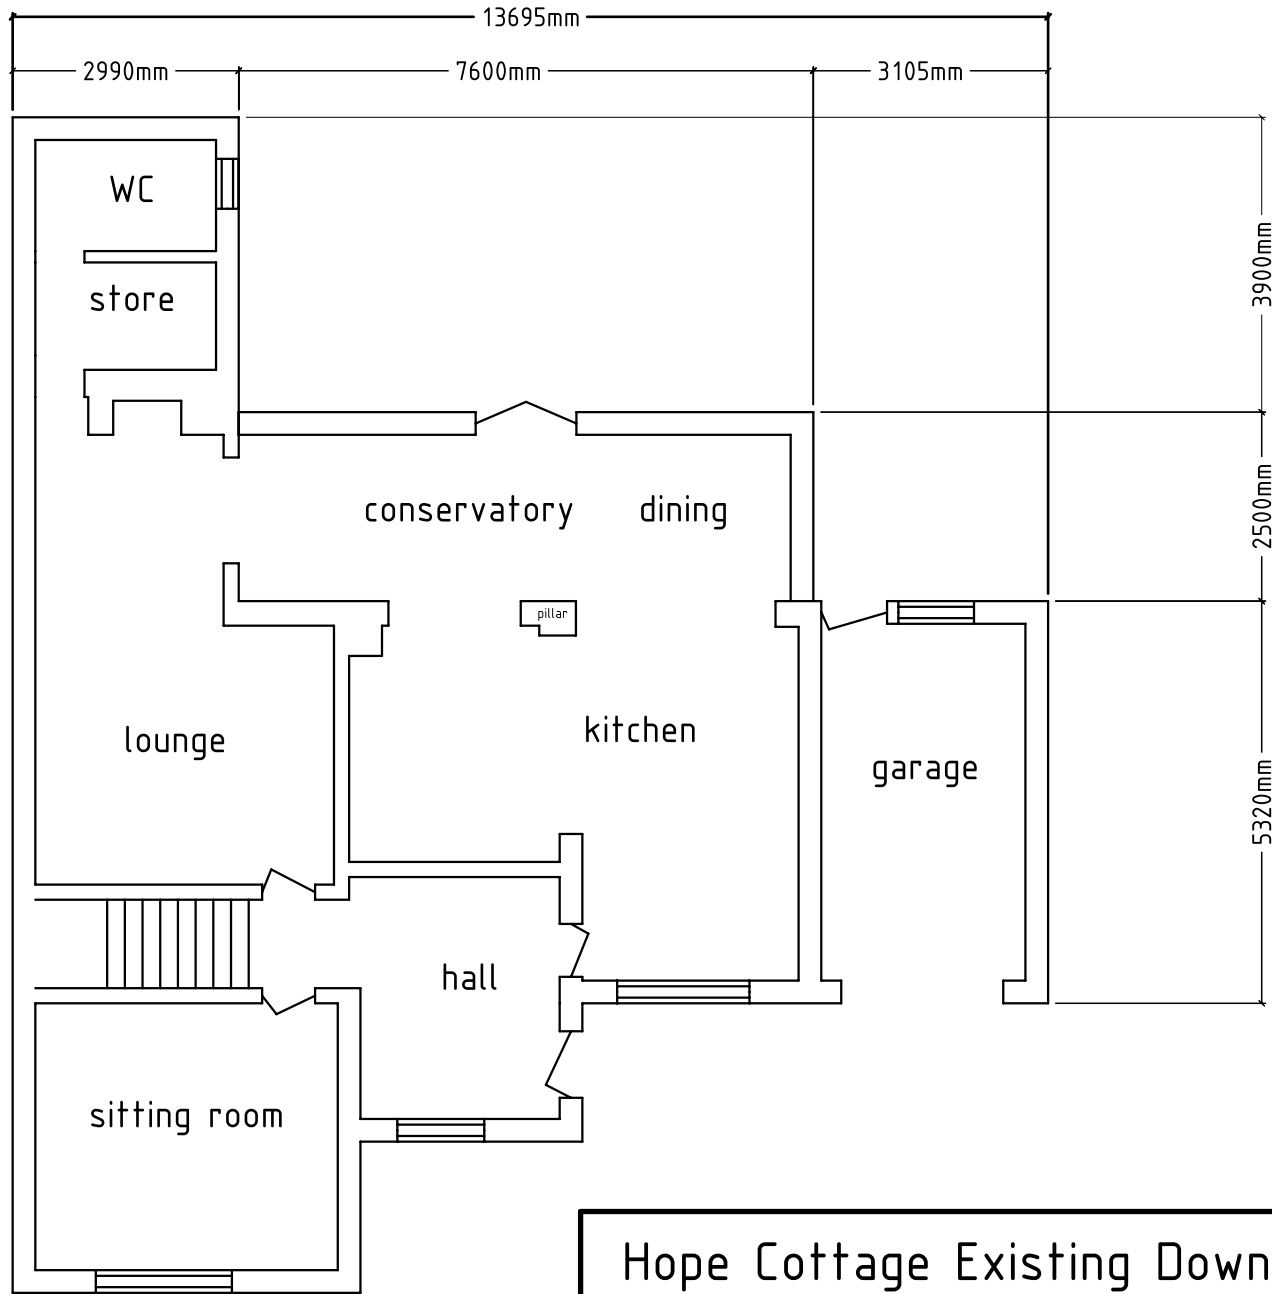 13695mm
2990mm
7600mm
3105mm
WC
3900mm
store
conservatory
dining
2500mm
pillar
lounge
kitchen
garage
5320mm
hall
sitting room
Hope Cottage Existing Down